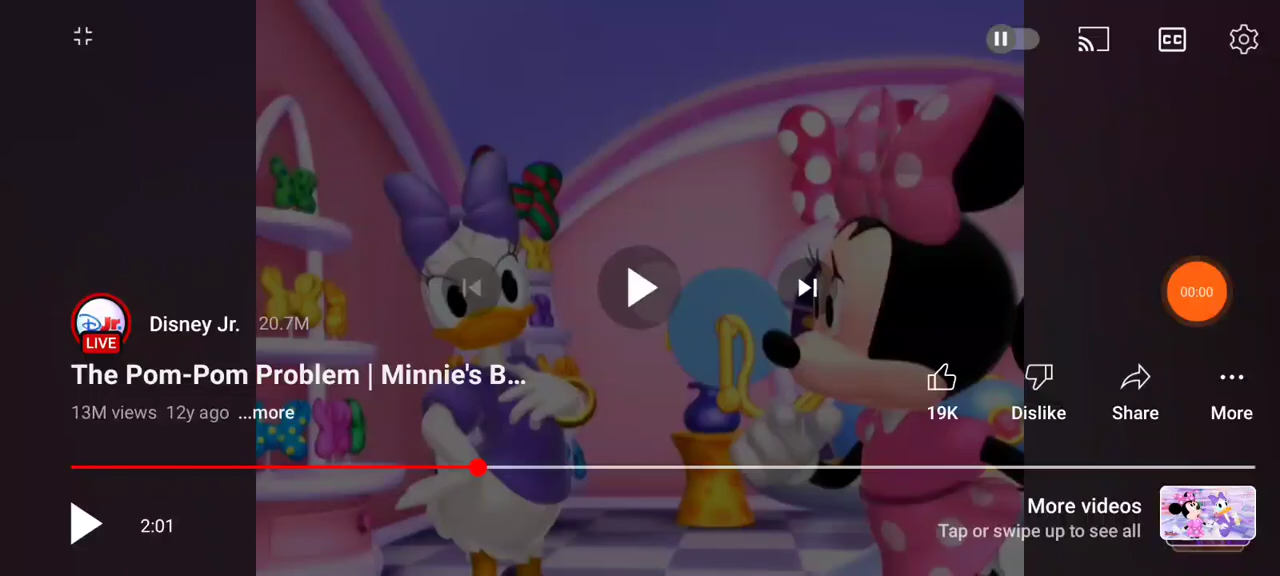 CC
00:00
Disney Jr. 20.7M
LIVE
The Pom-Pom Problem | Minnie's B...
13M views 12y ago ...more
19K Dislike Share More
2:01
More videos
Tap or swipe up to see all